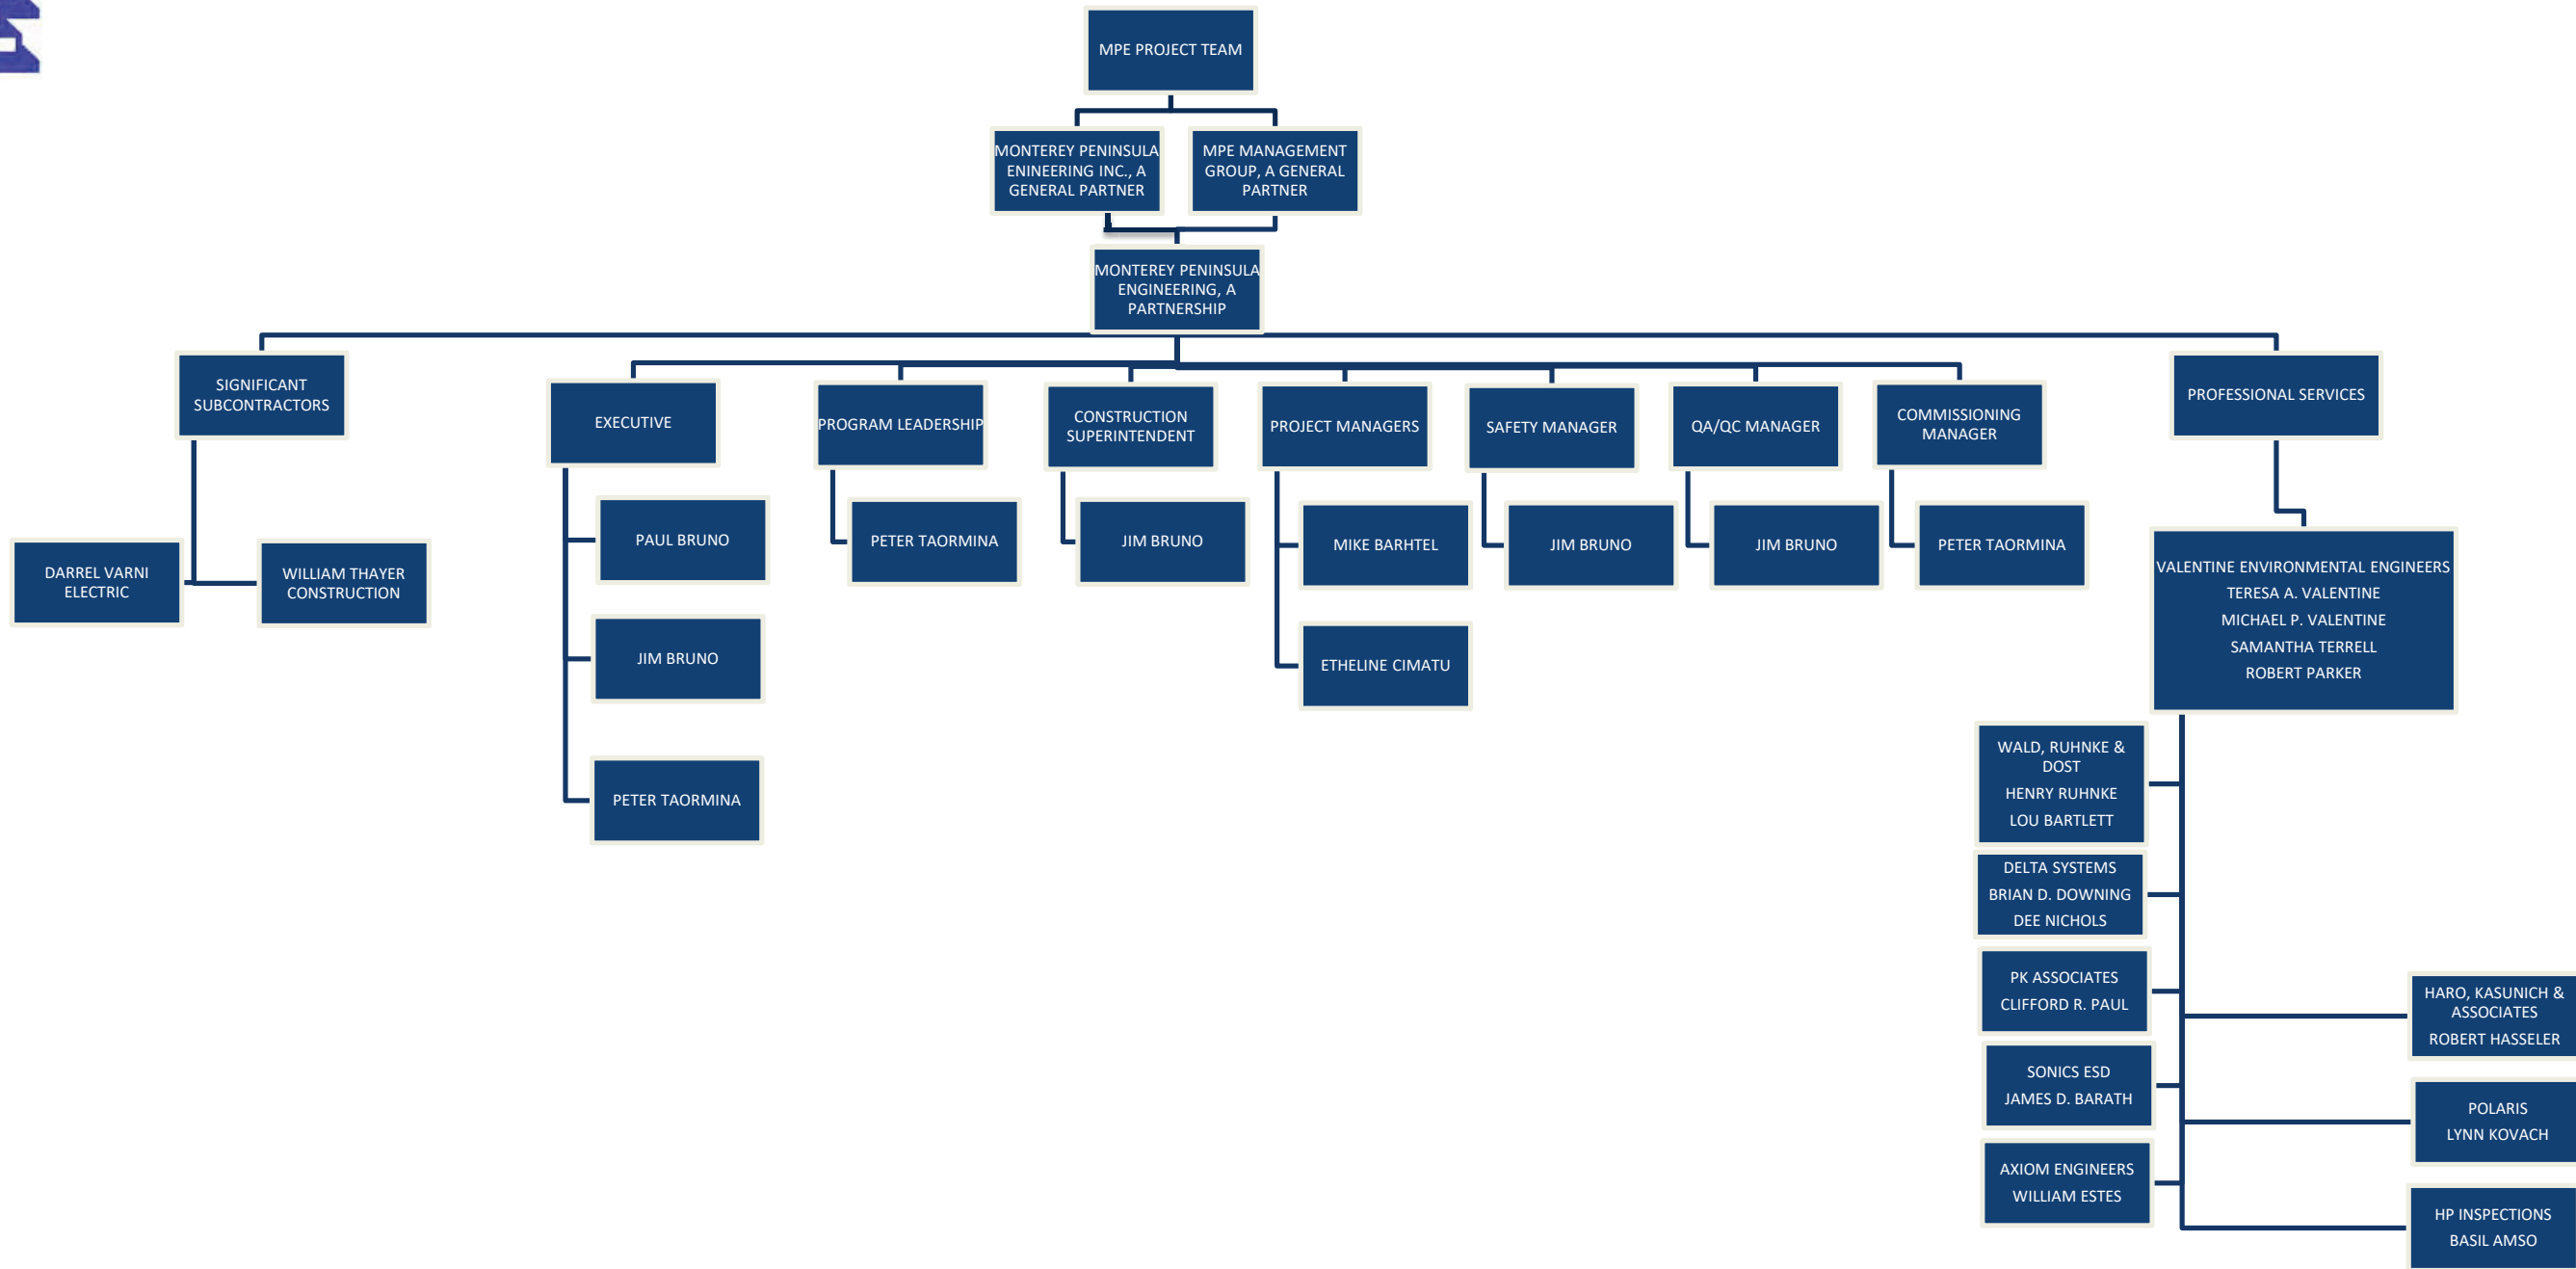 MPE PROJECT TEAM
MONTEREY PENINSULA
ENINEERING INC., A
GENERAL PARTNER
MPE MANAGEMENT
GROUP, A GENERAL
PARTNER
MONTEREY PENINSULA
ENGINEERING, A
PARTNERSHIP
SIGNIFICANT
SUBCONTRACTORS
DARREL VARNI
ELECTRIC
WILLIAM THAYER
CONSTRUCTION
EXECUTIVE
PAUL BRUNO
JIM BRUNO
PETER TAORMINA
PROGRAM LEADERSHIP
PETER TAORMINA
CONSTRUCTION
SUPERINTENDENT
JIM BRUNO
PROJECT MANAGERS
MIKE BARHTEL
ETHELINE CIMATU
SAFETY MANAGER
JIM BRUNO
QA/QC MANAGER
JIM BRUNO
COMMISSIONING
MANAGER
PETER TAORMINA
PROFESSIONAL SERVICES
VALENTINE ENVIRONMENTAL ENGINEERS
TERESA A. VALENTINE
MICHAEL P. VALENTINE
SAMANTHA TERRELL
ROBERT PARKER
WALD, RUHNKE &
DOST
HENRY RUHNKE
LOU BARTLETT
DELTA SYSTEMS
BRIAN D. DOWNING
DEE NICHOLS
PK ASSOCIATES
CLIFFORD R. PAUL
SONICS ESD
JAMES D. BARATH
AXIOM ENGINEERS
WILLIAM ESTES
HARO, KASUNICH &
ASSOCIATES
ROBERT HASSELER
POLARIS
LYNN KOVACH
HP INSPECTIONS
BASIL AMSO